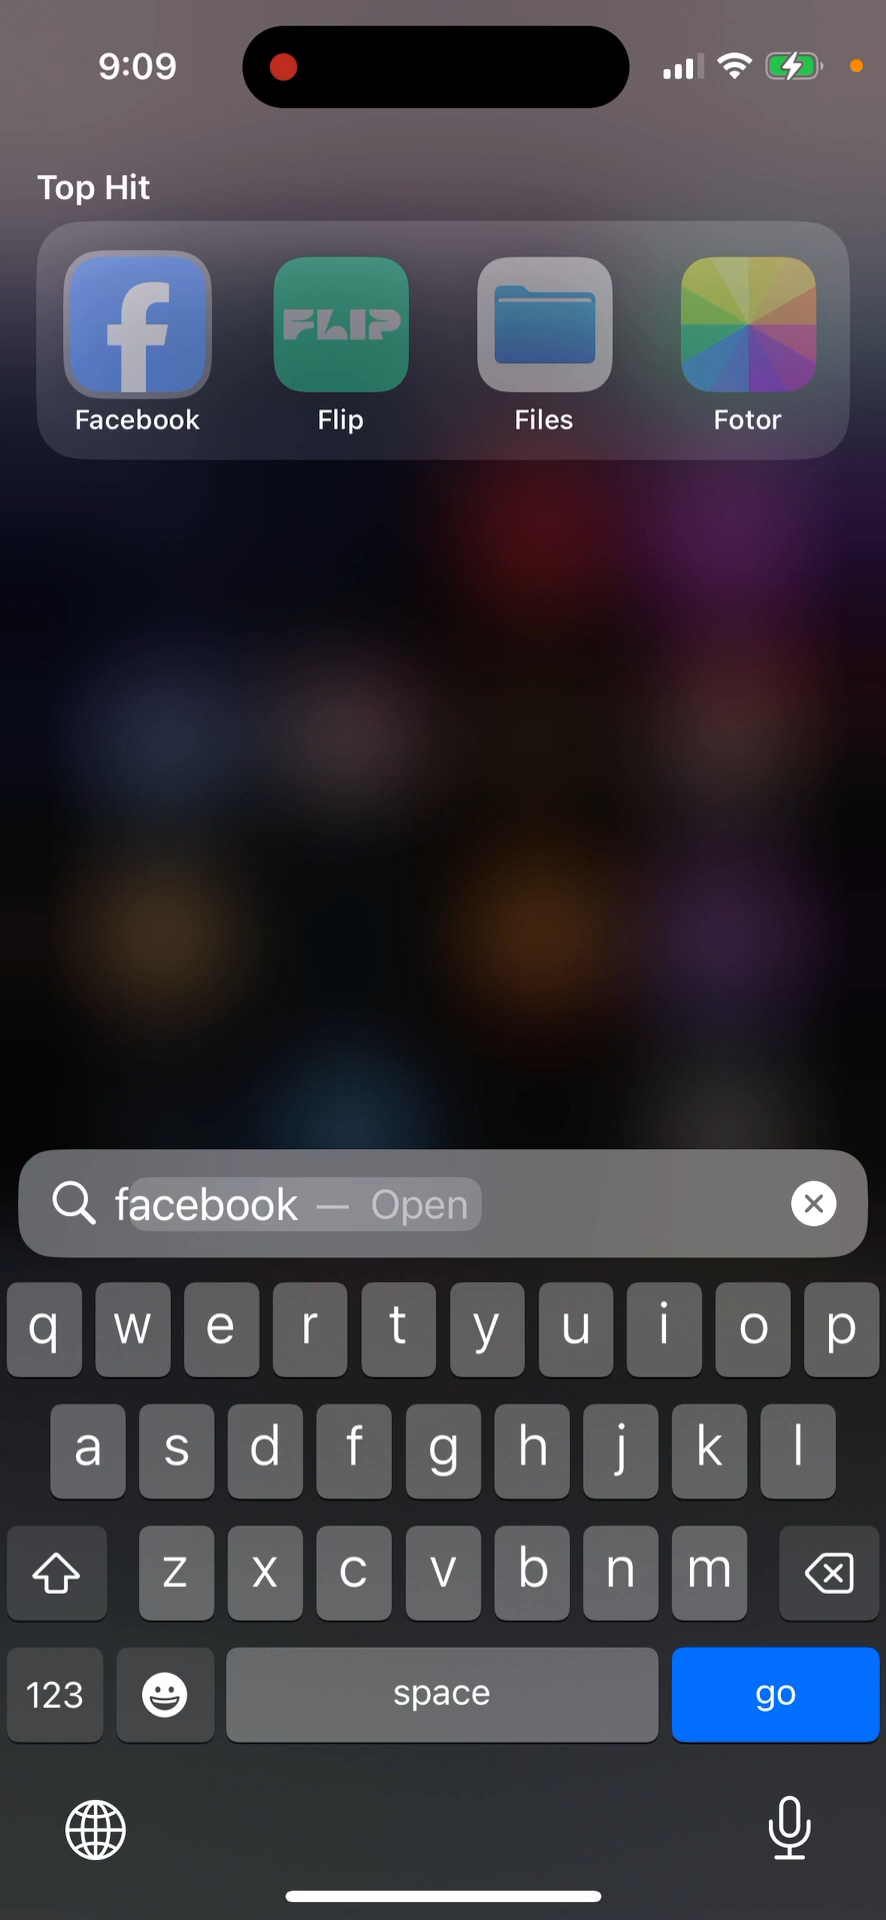 9:09
Top Hit
FLIP
Facebook Flip Files Fotor
facebook — Open
q w e r t y u i o p
a s d f g h j k l
z x c v b n m
123 space go